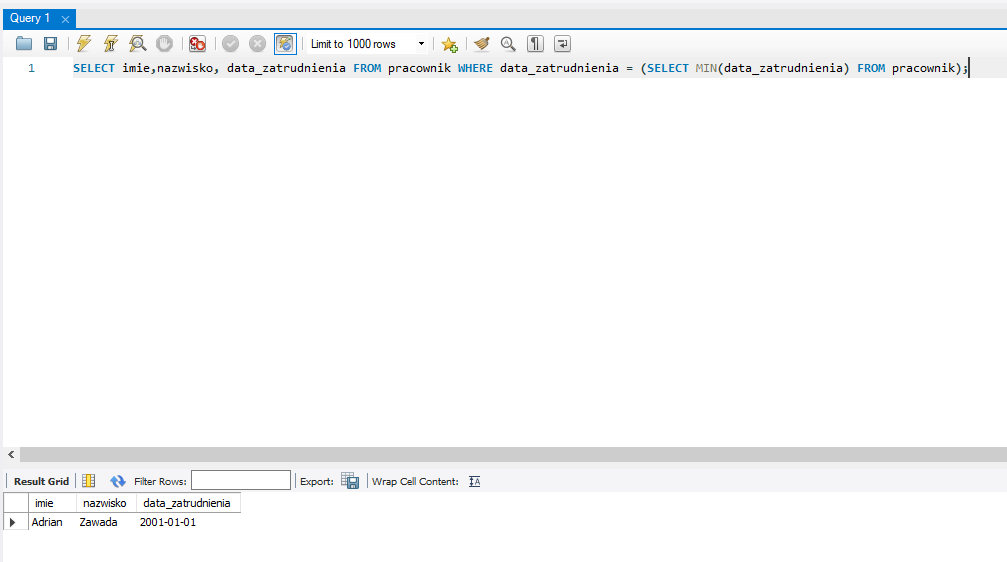 Query 1
Limit to 1000 rows
1 SELECT imie,nazwisko, data_zatrudnienia FROM pracownik WHERE data_zatrudnienia = (SELECT MIN(data_zatrudnienia) FROM pracownik);
Result Grid Filter Rows: Export: Wrap Cell Content:
imie nazwisko data_zatrudnienia
Adrian Zawada 2001-01-01